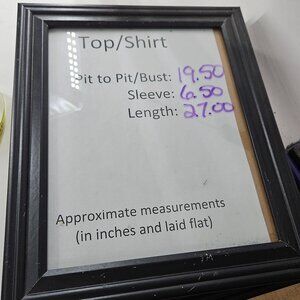 Top/Shirt
Pit to Pit/Bust: 19.50
Sleeve: 6.50
Length: 27.00
Approximate measurements
(in inches and laid flat)